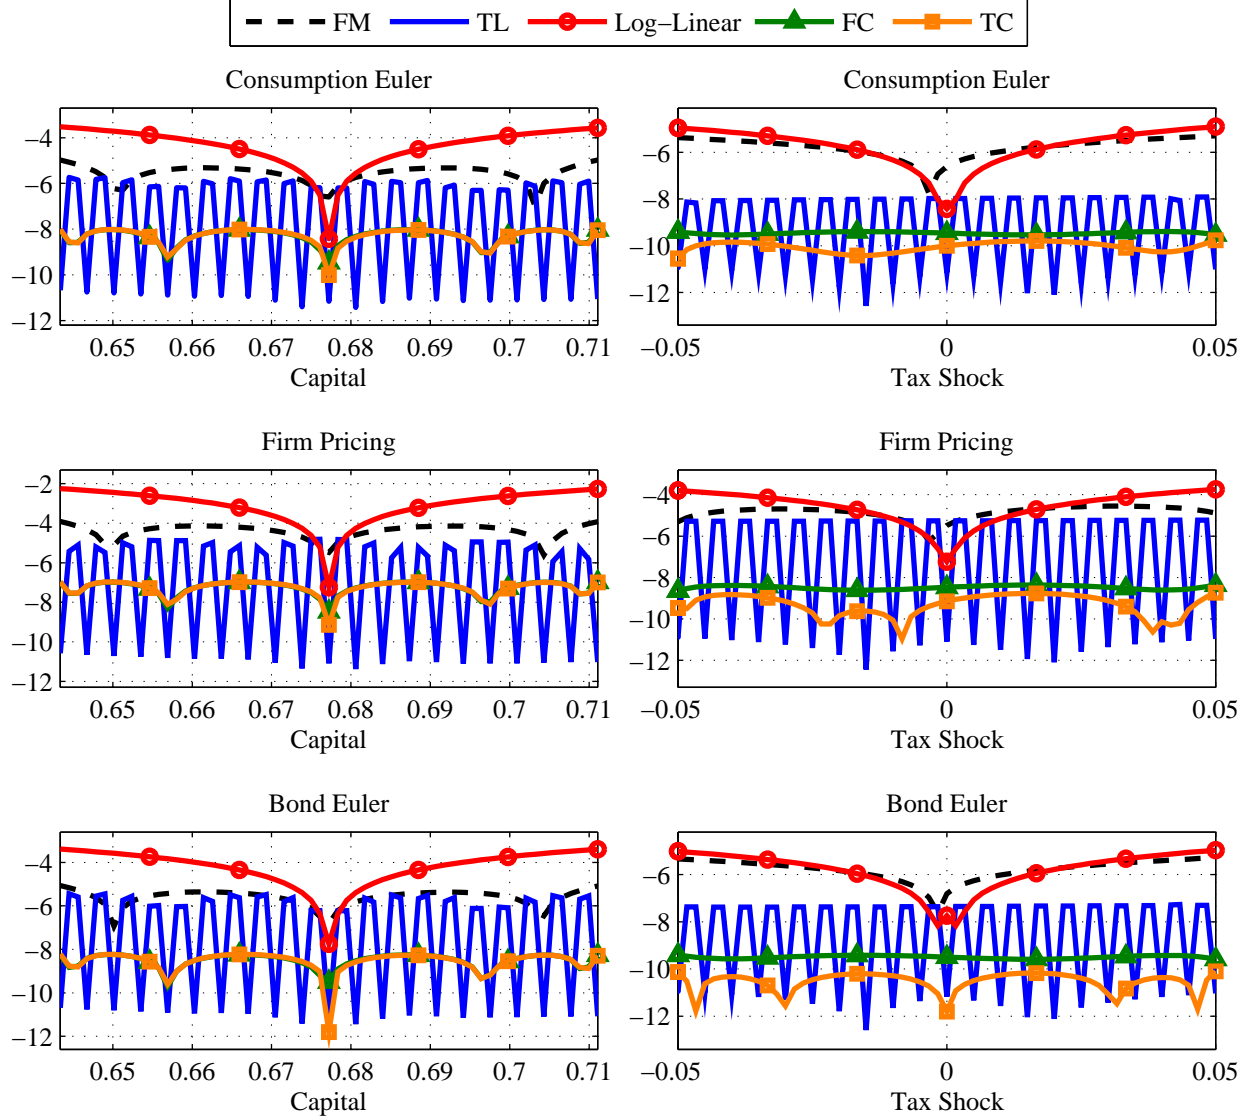 FM TL Log−Linear FC TC
Consumption Euler
−4
−6
−8
−10
−12
0.65 0.66 0.67 0.68 0.69 0.7 0.71
Capital
Consumption Euler
−6
−8
−10
−12
−0.05 0 0.05
Tax Shock
Firm Pricing
−2
−4
−6
−8
−10
−12
0.65 0.66 0.67 0.68 0.69 0.7 0.71
Capital
Firm Pricing
−4
−6
−8
−10
−12
−0.05 0 0.05
Tax Shock
Bond Euler
−4
−6
−8
−10
−12
0.65 0.66 0.67 0.68 0.69 0.7 0.71
Capital
Bond Euler
−6
−8
−10
−12
−0.05 0 0.05
Tax Shock